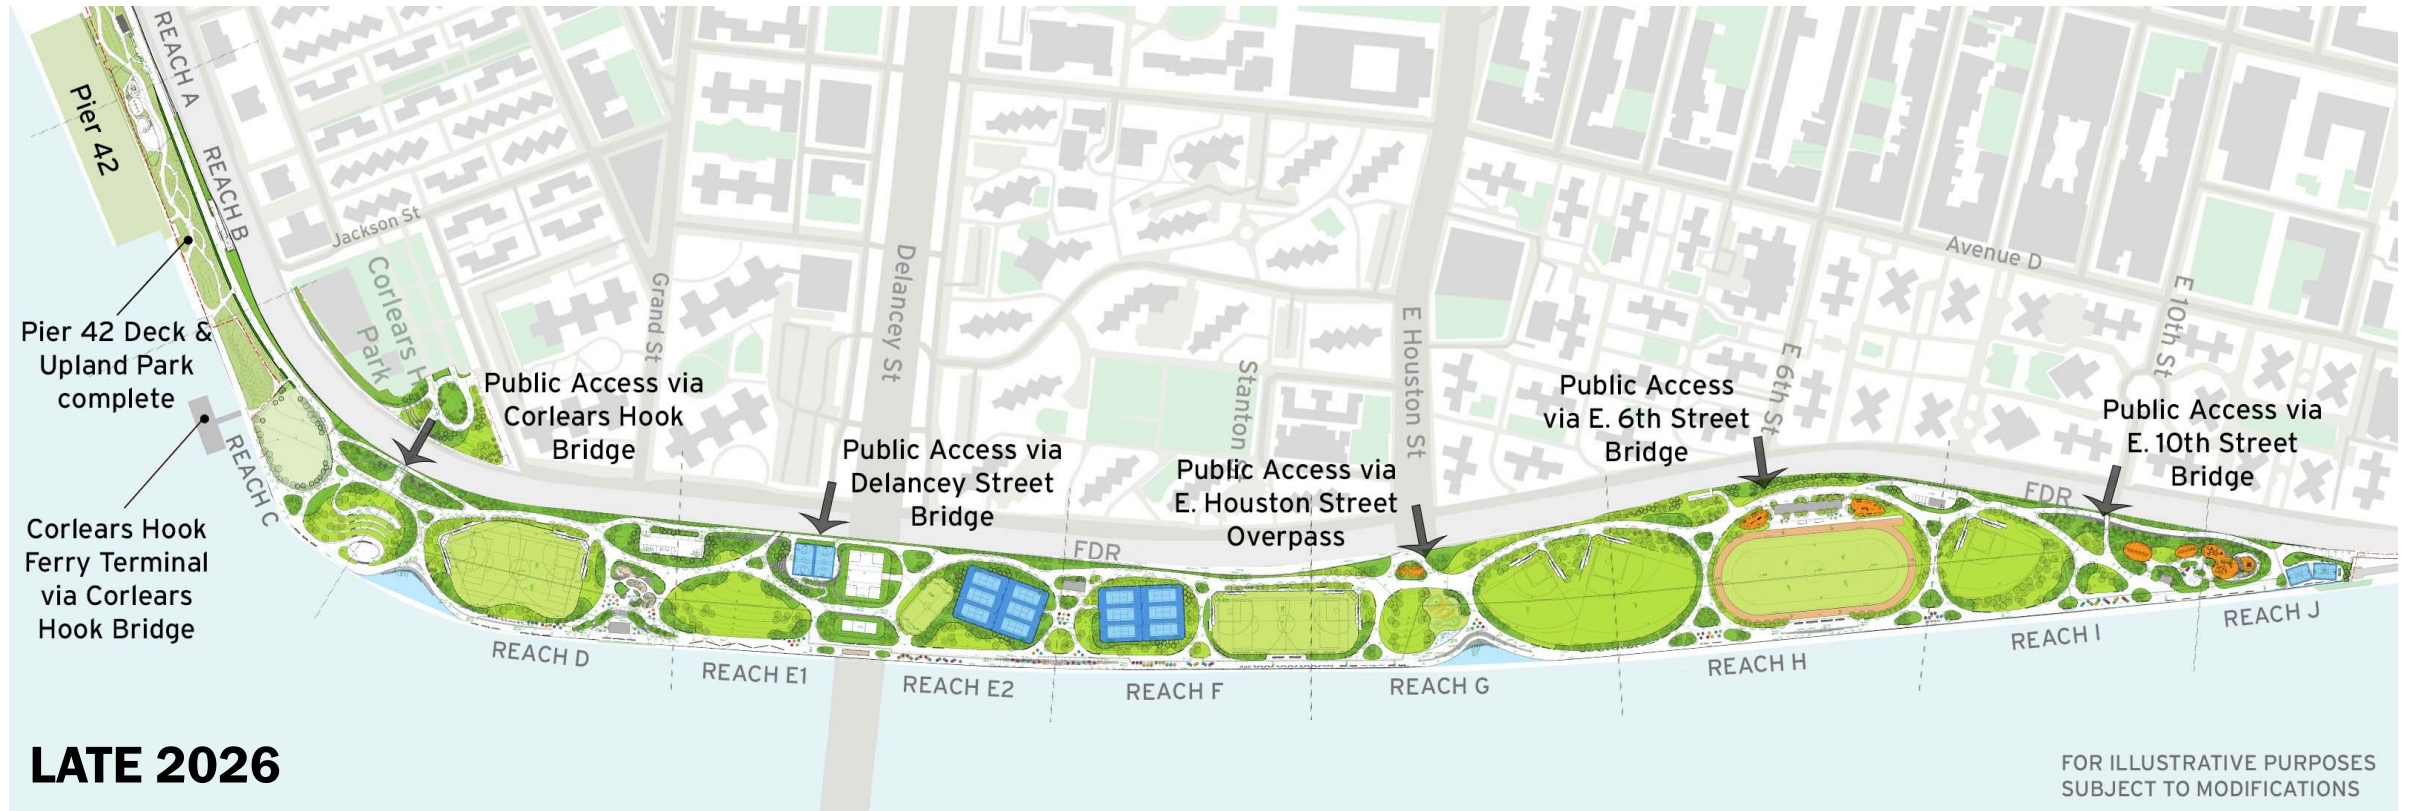 REACH A
Pier 42
REACH B
Jackson St
Corlears H
Park
Grand St
Delancey St
Stanton St
E Houston St
E 6th St
Avenue D
E 10th St
Pier 42 Deck &
Upland Park
complete
Public Access via
Corlears Hook
Bridge
Public Access via
Delancey Street
Bridge
Public Access via
E. Houston Street
Overpass
Public Access
via E. 6th Street
Bridge
Public Access via
E. 10th Street
Bridge
Corlears Hook
Ferry Terminal
via Corlears
Hook Bridge
FDR
FDR
REACH C
REACH D
REACH E1
REACH E2
REACH F
REACH G
REACH H
REACH I
REACH J
LATE 2026
FOR ILLUSTRATIVE PURPOSES
SUBJECT TO MODIFICATIONS